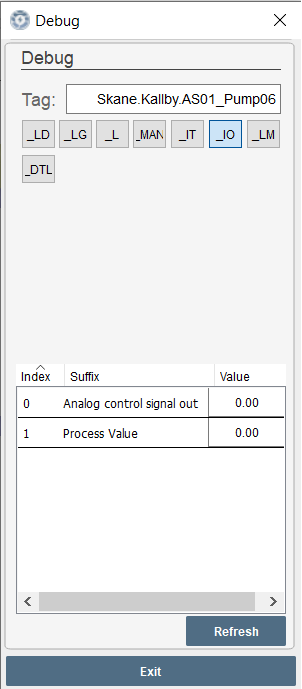 Debug
Debug
Tag: Skane.Kallby.AS01_Pump06
_LD _LG _L _MAN _IT _IO _LM
_DTL
Index Suffix Value
0 Analog control signal out 0.00
1 Process Value 0.00
Refresh
Exit